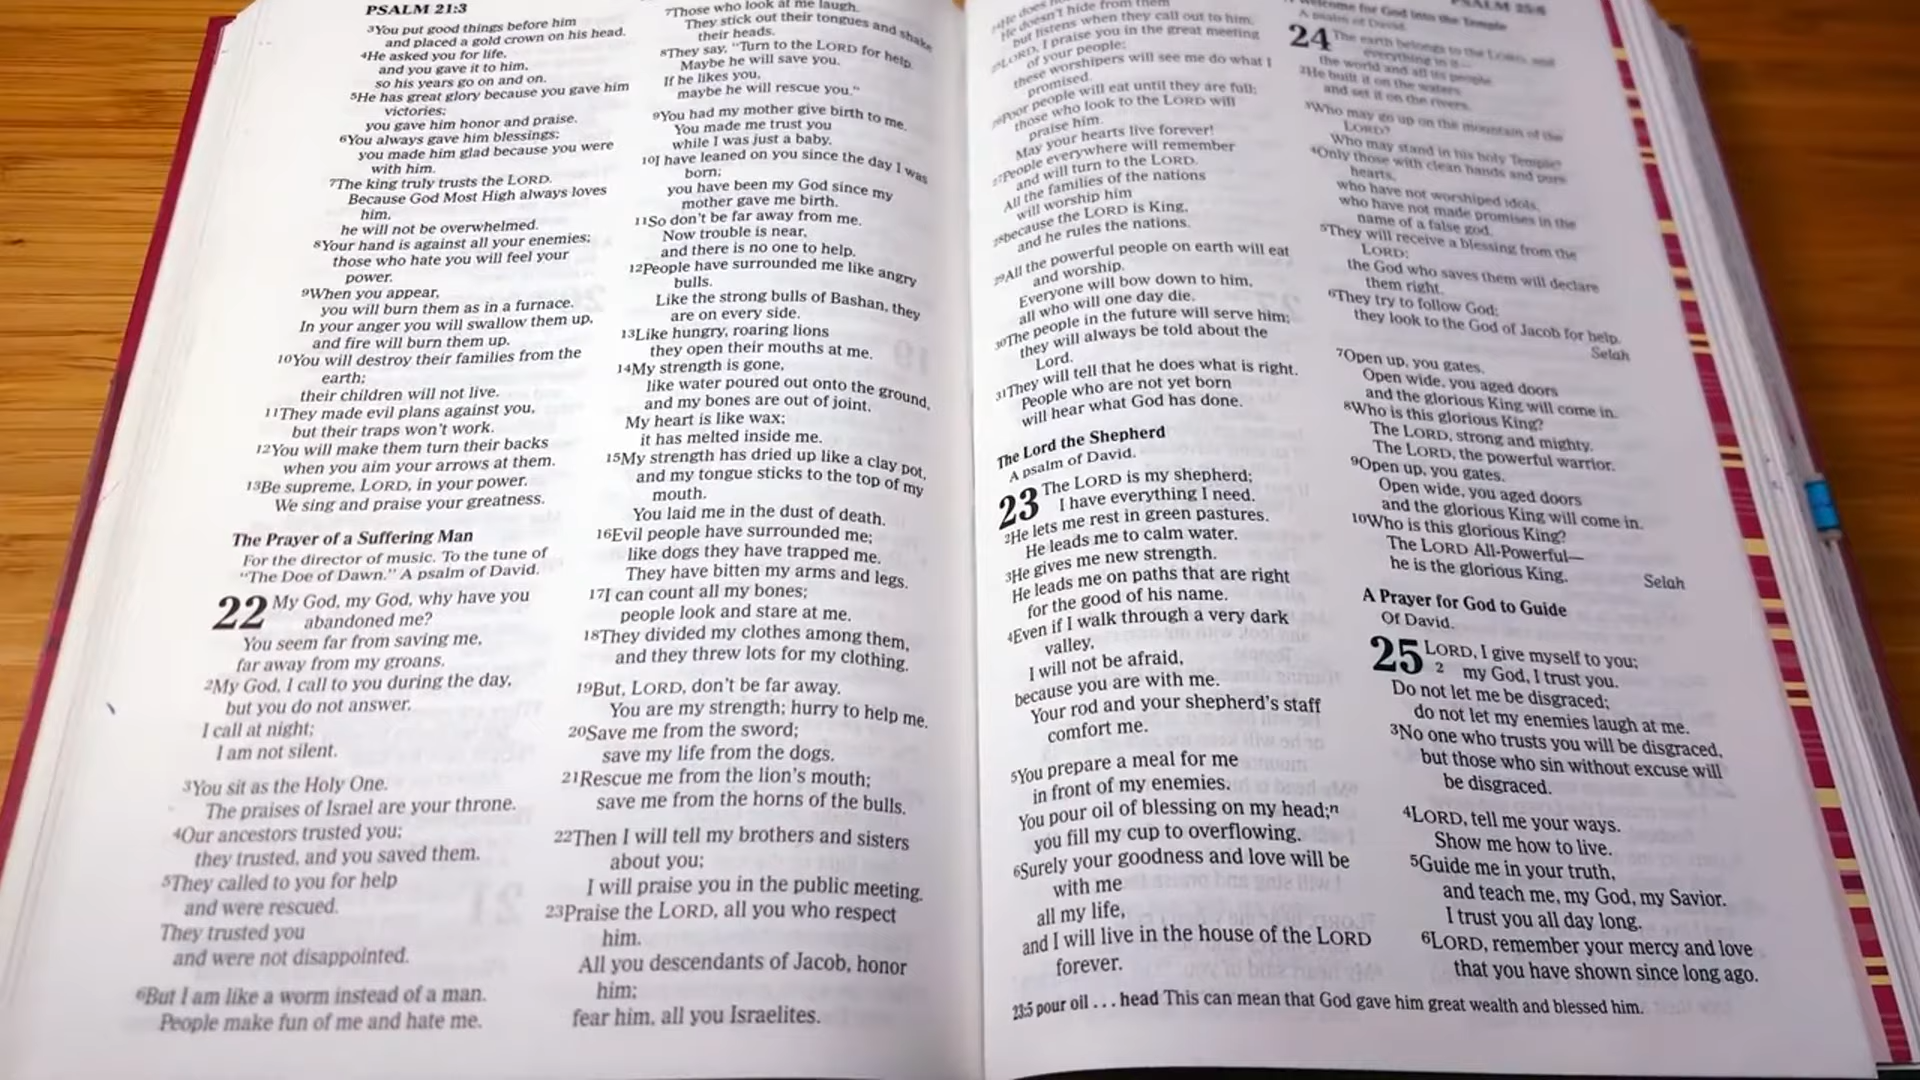 PSALM 21:3
3You put good things before him
and placed a gold crown on his head.
4He asked you for life,
and you gave it to him,
so his years go on and on.
5He has great glory because you gave him
victories;
you gave him honor and praise.
6You always gave him blessings;
you made him glad because you were
with him.
7The king truly trusts the LORD.
Because God Most High always loves
him,
he will not be overwhelmed.
8Your hand is against all your enemies;
those who hate you will feel your
power.
9When you appear,
you will burn them as in a furnace.
In your anger you will swallow them up,
and fire will burn them up.
10You will destroy their families from the
earth;
their children will not live.
11They made evil plans against you,
but their traps won't work.
12You will make them turn their backs
when you aim your arrows at them.
13Be supreme, LORD, in your power.
We sing and praise your greatness.
The Prayer of a Suffering Man
For the director of music. To the tune of
"The Doe of Dawn." A psalm of David.
22 My God, my God, why have you
abandoned me?
You seem far from saving me,
far away from my groans.
2My God, I call to you during the day,
but you do not answer.
I call at night;
I am not silent.
3You sit as the Holy One.
The praises of Israel are your throne.
4Our ancestors trusted you;
they trusted, and you saved them.
5They called to you for help
and were rescued.
They trusted you
and were not disappointed.
6But I am like a worm instead of a man.
People make fun of me and hate me.
7Those who look at me laugh.
They stick out their tongues and shake
their heads.
8They say, "Turn to the LORD for help.
Maybe he will save you.
If he likes you,
maybe he will rescue you."
9You had my mother give birth to me.
You made me trust you
while I was just a baby.
10I have leaned on you since the day I was
born;
you have been my God since my
mother gave me birth.
11So don't be far away from me.
Now trouble is near,
and there is no one to help.
12People have surrounded me like angry
bulls.
Like the strong bulls of Bashan, they
are on every side.
13Like hungry, roaring lions
they open their mouths at me.
14My strength is gone,
like water poured out onto the ground,
and my bones are out of joint.
My heart is like wax;
it has melted inside me.
15My strength has dried up like a clay pot,
and my tongue sticks to the top of my
mouth.
You laid me in the dust of death.
16Evil people have surrounded me;
like dogs they have trapped me.
They have bitten my arms and legs.
17I can count all my bones;
people look and stare at me.
18They divided my clothes among them,
and they threw lots for my clothing.
19But, LORD, don't be far away.
You are my strength; hurry to help me.
20Save me from the sword;
save my life from the dogs.
21Rescue me from the lion's mouth;
save me from the horns of the bulls.
22Then I will tell my brothers and sisters
about you;
I will praise you in the public meeting.
23Praise the LORD, all you who respect
him.
All you descendants of Jacob, honor
him;
fear him, all you Israelites.
He doesn't hide from them
but listens when they call out to him.
25LORD, I praise you in the great meeting
of your people;
these worshipers will see me do what I
promised.
26Poor people will eat until they are full;
those who look to the LORD will
praise him.
May your hearts live forever!
27People everywhere will remember
and will turn to the LORD.
All the families of the nations
will worship him
28because the LORD is King,
and he rules the nations.
29All the powerful people on earth will eat
and worship.
Everyone will bow down to him,
all who will one day die.
30The people in the future will serve him;
they will always be told about the
Lord.
31They will tell that he does what is right.
People who are not yet born
will hear what God has done.
The Lord the Shepherd
A psalm of David.
23 The LORD is my shepherd;
I have everything I need.
2He lets me rest in green pastures.
He leads me to calm water.
3He gives me new strength.
He leads me on paths that are right
for the good of his name.
4Even if I walk through a very dark
valley,
I will not be afraid,
because you are with me.
Your rod and your shepherd's staff
comfort me.
5You prepare a meal for me
in front of my enemies.
You pour oil of blessing on my head;n
you fill my cup to overflowing.
6Surely your goodness and love will be
with me
all my life,
and I will live in the house of the LORD
forever.
Welcome for God into the Temple
A psalm of David.
24 The earth belongs to the LORD, and
everything in it—
the world and all its people.
2He built it on the waters
and set it on the rivers.
3Who may go up on the mountain of the
LORD?
Who may stand in his holy Temple?
4Only those with clean hands and pure
hearts,
who have not worshiped idols,
who have not made promises in the
name of a false god.
5They will receive a blessing from the
LORD;
the God who saves them will declare
them right.
6They try to follow God;
they look to the God of Jacob for help.
Selah
7Open up, you gates.
Open wide, you aged doors
and the glorious King will come in.
8Who is this glorious King?
The LORD, strong and mighty.
The LORD, the powerful warrior.
9Open up, you gates.
Open wide, you aged doors
and the glorious King will come in.
10Who is this glorious King?
The LORD All-Powerful—
he is the glorious King.
Selah
A Prayer for God to Guide
Of David.
25 LORD, I give myself to you;
2 my God, I trust you.
Do not let me be disgraced;
do not let my enemies laugh at me.
3No one who trusts you will be disgraced,
but those who sin without excuse will
be disgraced.
4LORD, tell me your ways.
Show me how to live.
5Guide me in your truth,
and teach me, my God, my Savior.
I trust you all day long.
6LORD, remember your mercy and love
that you have shown since long ago.
23:5 pour oil . . . head This can mean that God gave him great wealth and blessed him.